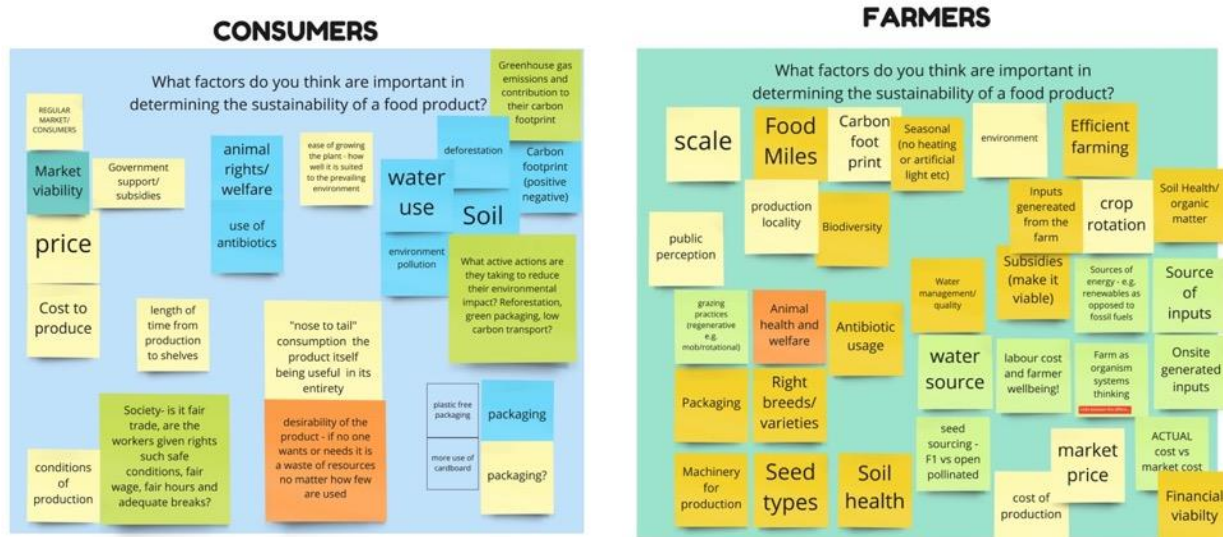 CONSUMERS
What factors do you think are important in
determining the sustainability of a food product?
Greenhouse gas
emissions and
contribution to
their carbon
footprint
REGULAR
MARKET/
CONSUMERS
Market
viability
Government
support/
subsidies
animal
rights/
welfare
ease of growing
the plant - how
well it is suited
to the prevailing
environment
deforestation
Carbon
footprint
(positive
negative)
water
use
Soil
price
use of
antibiotics
environment
pollution
What active actions are
they taking to reduce
their environmental
impact? Reforestation,
green packaging, low
carbon transport?
Cost to
produce
length of
time from
production
to shelves
"nose to tail"
consumption the
product itself
being useful in its
entirety
Society- is it fair
trade, are the
workers given rights
such safe
conditions, fair
wage, fair hours and
adequate breaks?
desirability of the
product - if no one
wants or needs it is
a waste of resources
no matter how few
are used
plastic free
packaging
packaging
more use of
cardboard
packaging?
conditions
of production
FARMERS
What factors do you think are important in
determining the sustainability of a food product?
scale
Food
Miles
Carbon
foot
print
Seasonal
(no heating
or artificial
light etc)
environment
Efficient
farming
public
perception
production
locality
Biodiversity
Inputs
genereated
from the
farm
crop
rotation
Soil Health/
organic
matter
Water
management/
quality
Subsidies
(make it
viable)
Sources of
energy - e.g.
renewables as
opposed to
fossil fuels
Source
of
inputs
grazing
practices
(regenerative
e.g.
mob/rotational)
Animal
health and
welfare
Antibiotic
usage
water
source
labour cost
and farmer
wellbeing!
Farm as
organism
systems
thinking
Onsite
generated
inputs
Packaging
Right
breeds/
varieties
seed
sourcing -
F1 vs open
pollinated
market
price
ACTUAL
cost vs
market cost
Machinery
for
production
Seed
types
Soil
health
cost of
production
Financial
viabilty